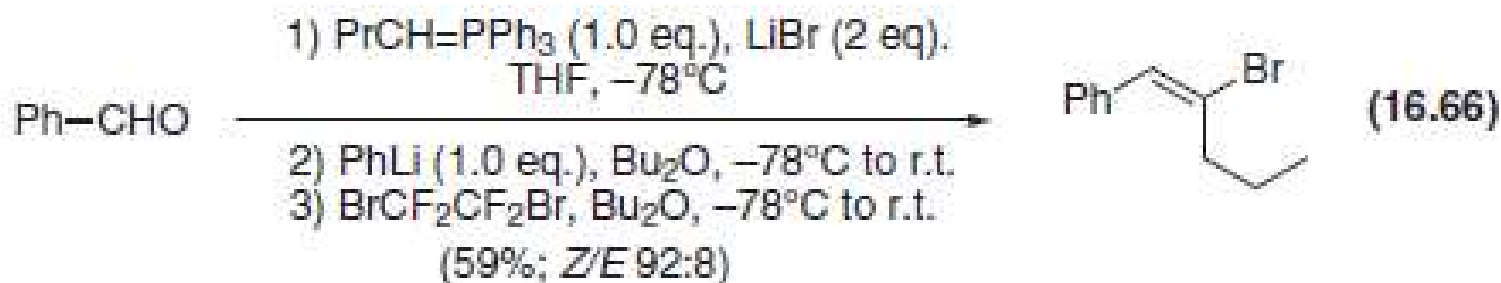 1) PrCH=PPh₃ (1.0 eq.), LiBr (2 eq).
THF, –78°C
Ph–CHO
2) PhLi (1.0 eq.), Bu₂O, –78°C to r.t.
3) BrCF₂CF₂Br, Bu₂O, –78°C to r.t.
(59%; Z/E 92:8)
Ph
Br
(16.66)